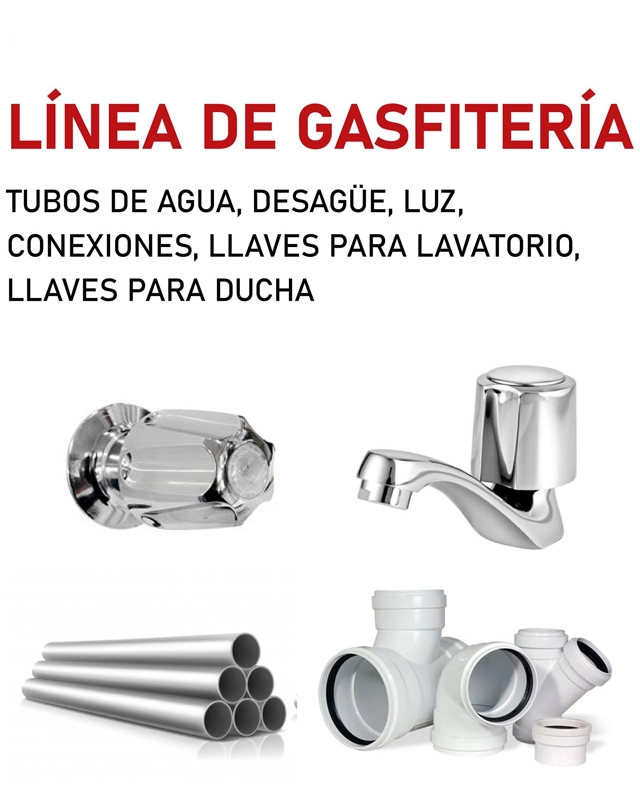 LÍNEA DE GASFITERÍA
TUBOS DE AGUA, DESAGÜE, LUZ,
CONEXIONES, LLAVES PARA LAVATORIO,
LLAVES PARA DUCHA